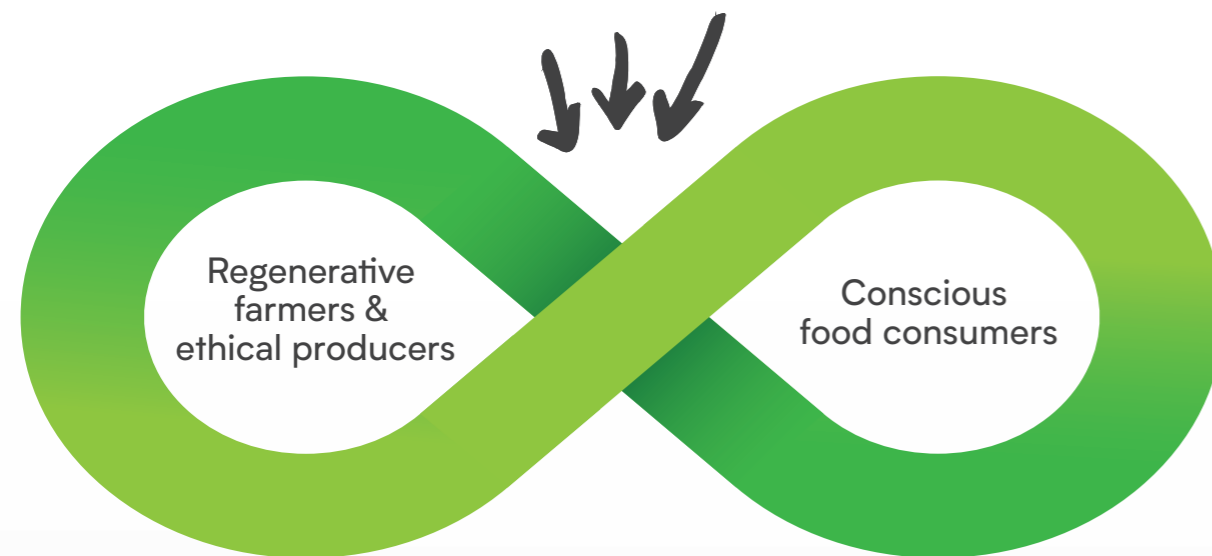 Regenerative
farmers &
ethical producers
Conscious
food consumers